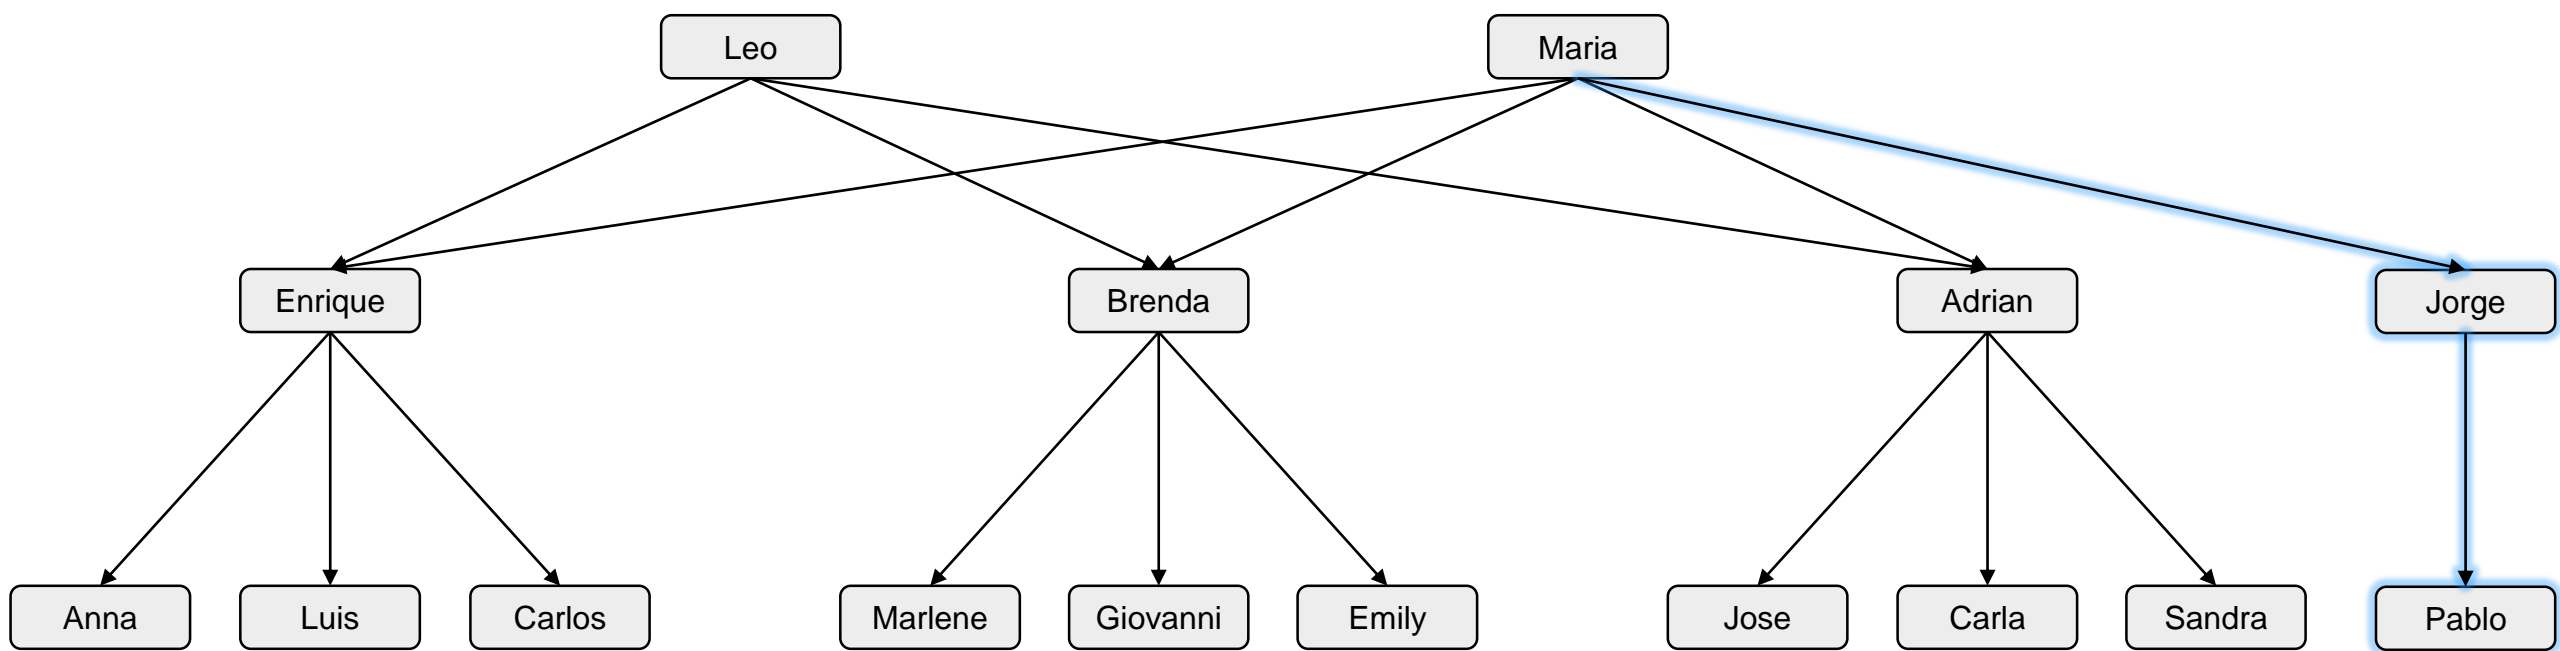 Leo
Maria
Enrique
Brenda
Adrian
Jorge
Anna
Luis
Carlos
Marlene
Giovanni
Emily
Jose
Carla
Sandra
Pablo